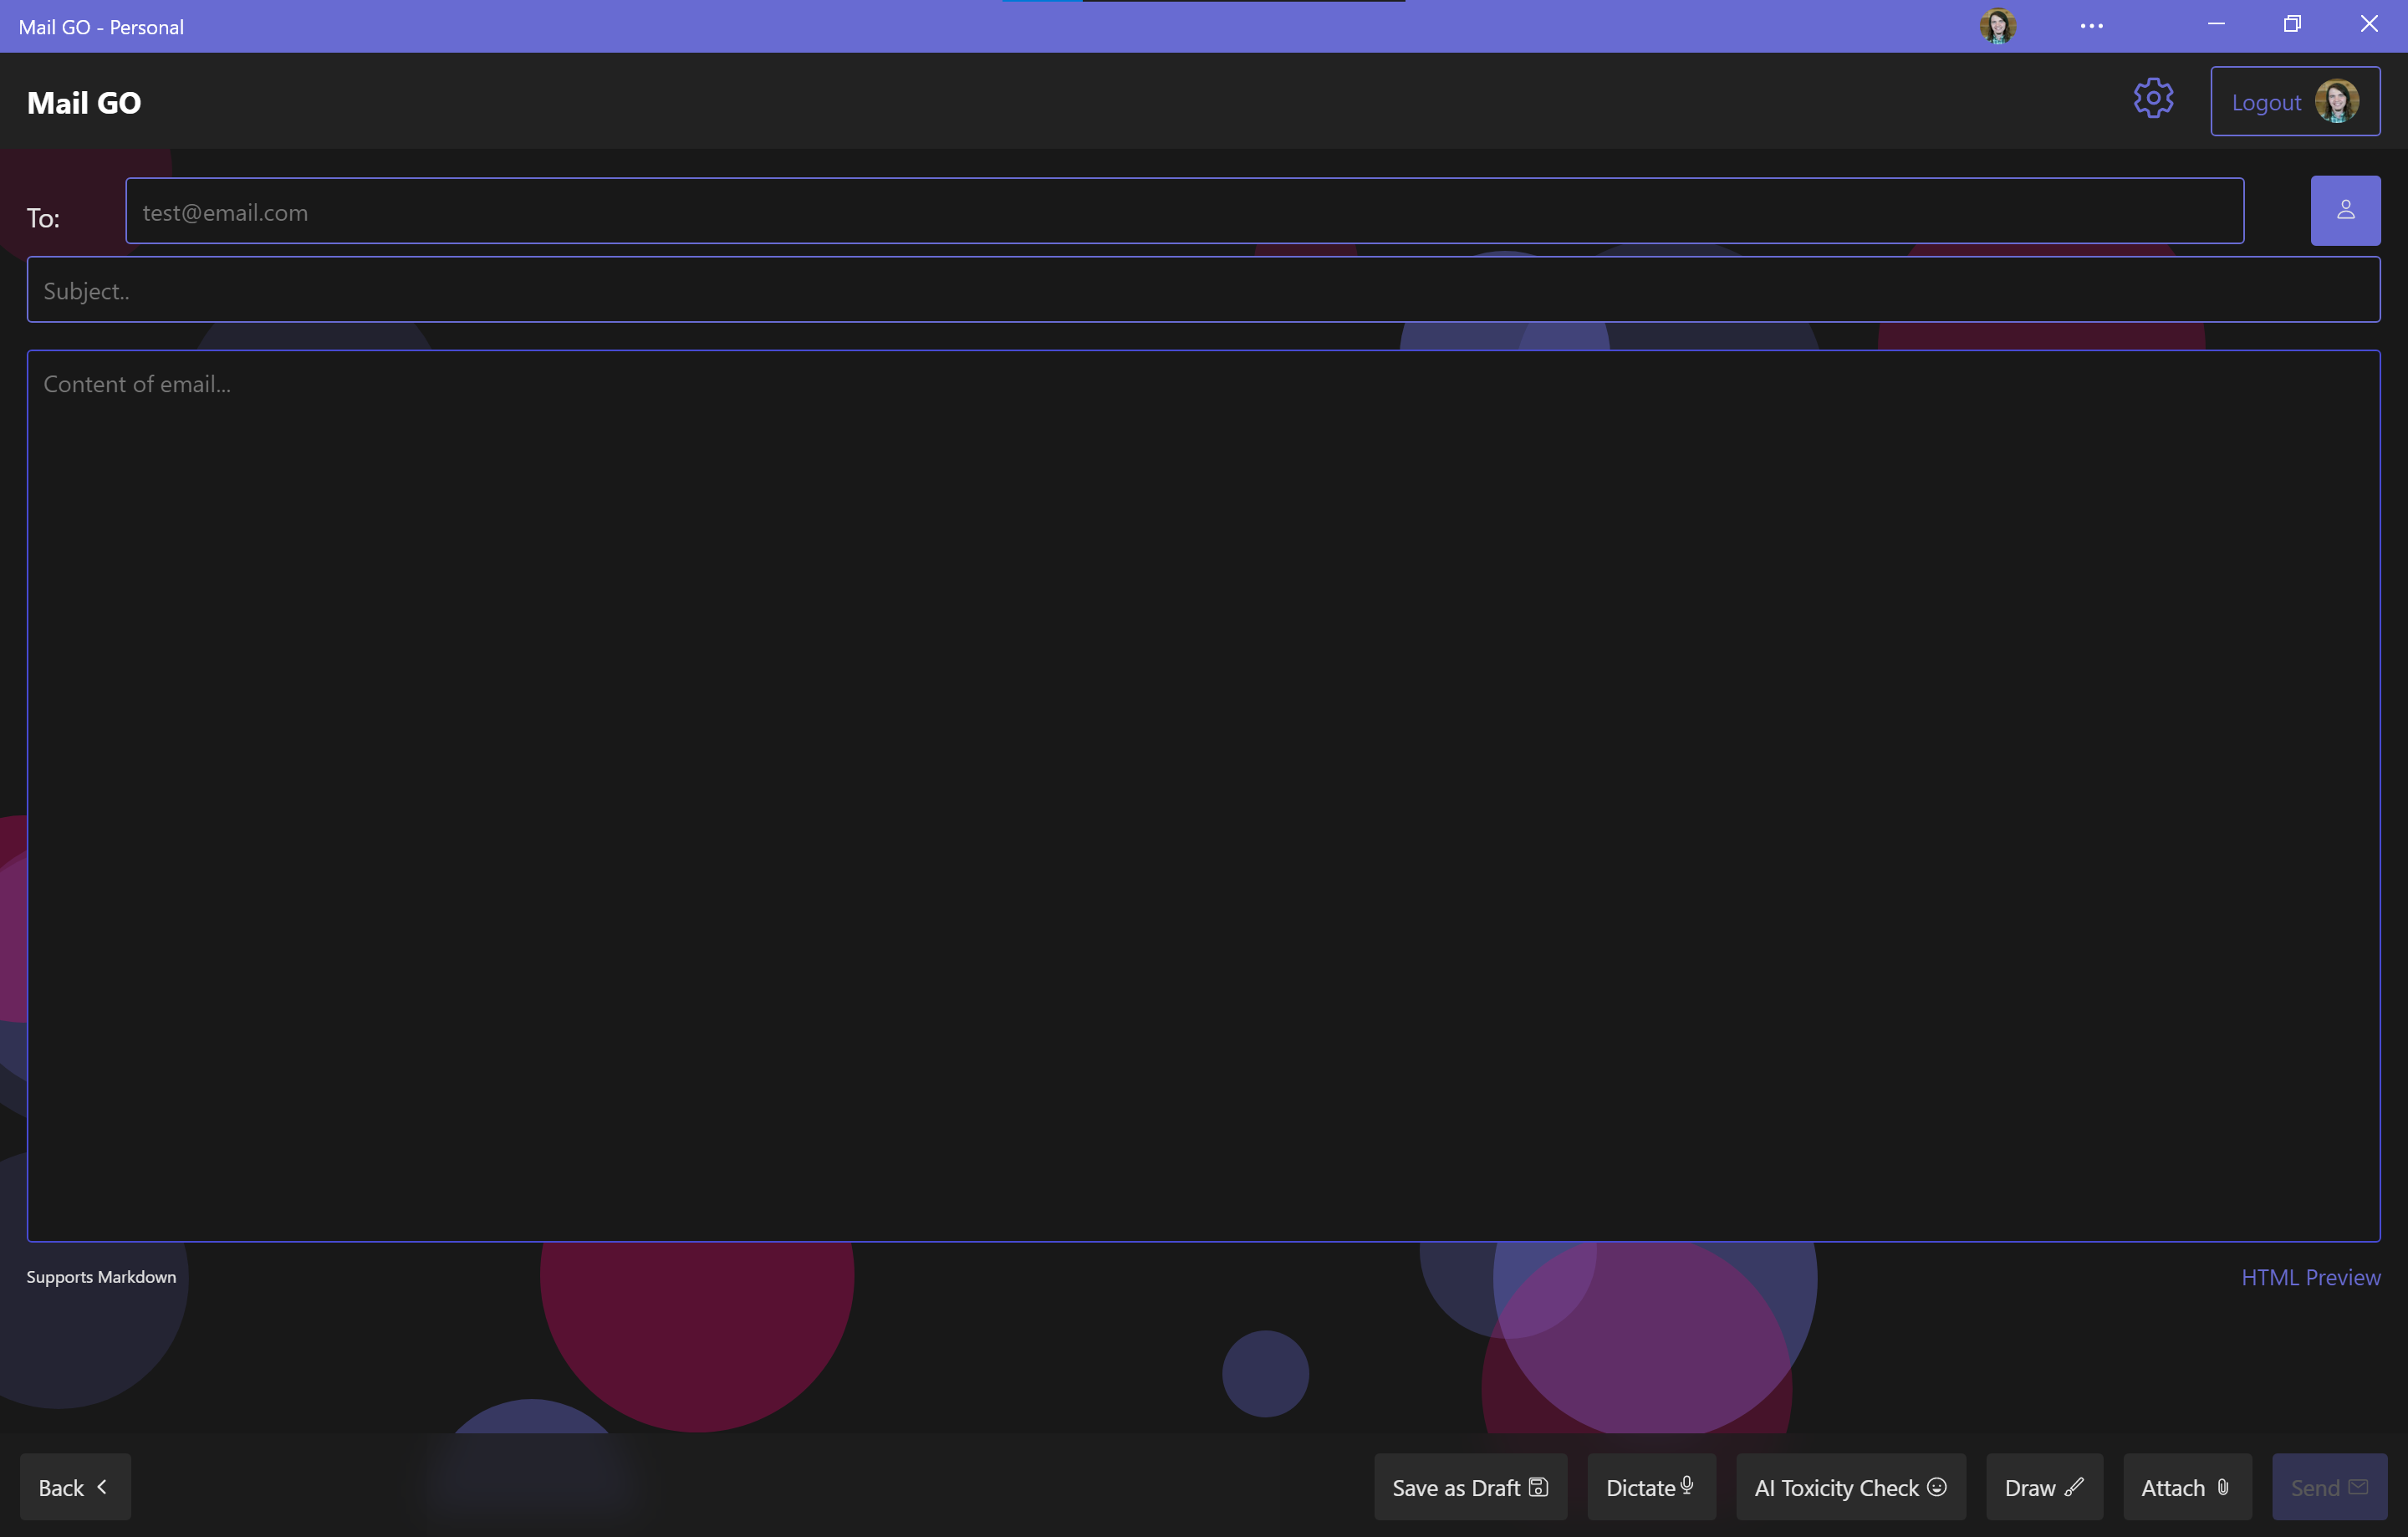 Mail GO - Personal
Mail GO
Logout
To:
test@email.com
Subject..
Content of email...
Supports Markdown
HTML Preview
Back
Save as Draft
Dictate
AI Toxicity Check
Draw
Attach
Send